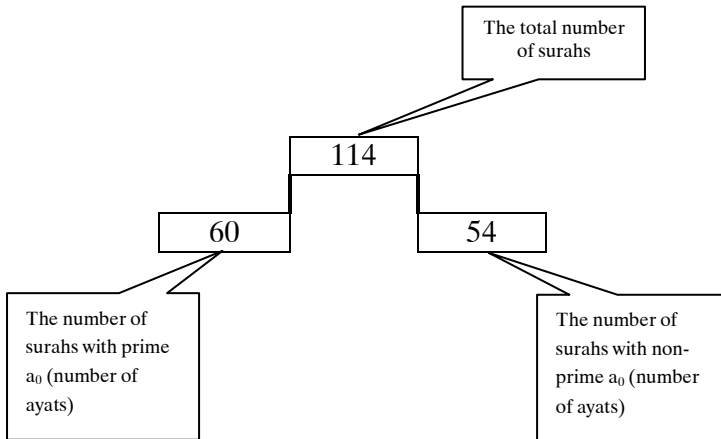 The total number
of surahs
114
60
54
The number of
surahs with prime
a₀ (number of
ayats)
The number of
surahs with non-
prime a₀ (number
of ayats)